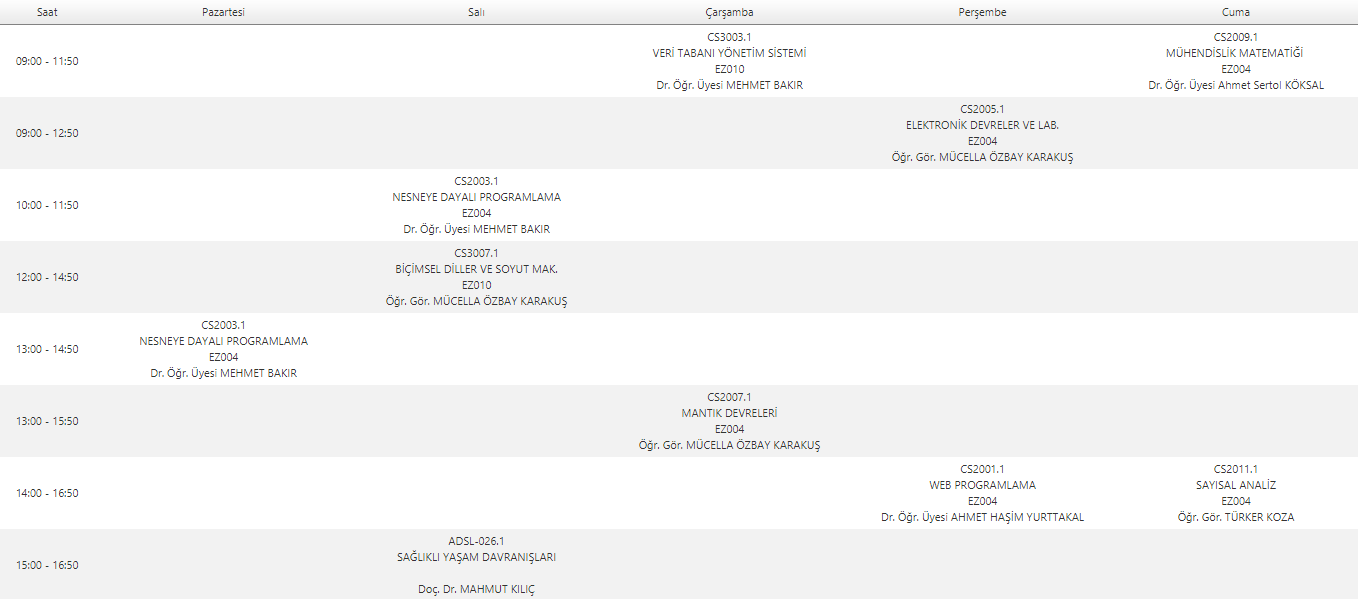 Saat Pazartesi Salı Çarşamba Perşembe Cuma
09:00 - 11:50
CS3003.1
VERİ TABANI YÖNETİM SİSTEMİ
EZ010
Dr. Öğr. Üyesi MEHMET BAKIR
CS2009.1
MÜHENDİSLİK MATEMATİĞİ
EZ004
Dr. Öğr. Üyesi Ahmet Sertol KÖKSAL
09:00 - 12:50
CS2005.1
ELEKTRONİK DEVRELER VE LAB.
EZ004
Öğr. Gör. MÜCELLA ÖZBAY KARAKUŞ
10:00 - 11:50
CS2003.1
NESNEYE DAYALI PROGRAMLAMA
EZ004
Dr. Öğr. Üyesi MEHMET BAKIR
12:00 - 14:50
CS3007.1
BİÇİMSEL DİLLER VE SOYUT MAK.
EZ010
Öğr. Gör. MÜCELLA ÖZBAY KARAKUŞ
13:00 - 14:50
CS2003.1
NESNEYE DAYALI PROGRAMLAMA
EZ004
Dr. Öğr. Üyesi MEHMET BAKIR
13:00 - 15:50
CS2007.1
MANTIK DEVRELERİ
EZ004
Öğr. Gör. MÜCELLA ÖZBAY KARAKUŞ
14:00 - 16:50
CS2001.1
WEB PROGRAMLAMA
EZ004
Dr. Öğr. Üyesi AHMET HAŞİM YURTTAKAL
CS2011.1
SAYISAL ANALİZ
EZ004
Öğr. Gör. TÜRKER KOZA
15:00 - 16:50
ADSL-026.1
SAĞLIKLI YAŞAM DAVRANIŞLARI
Doç. Dr. MAHMUT KILIÇ